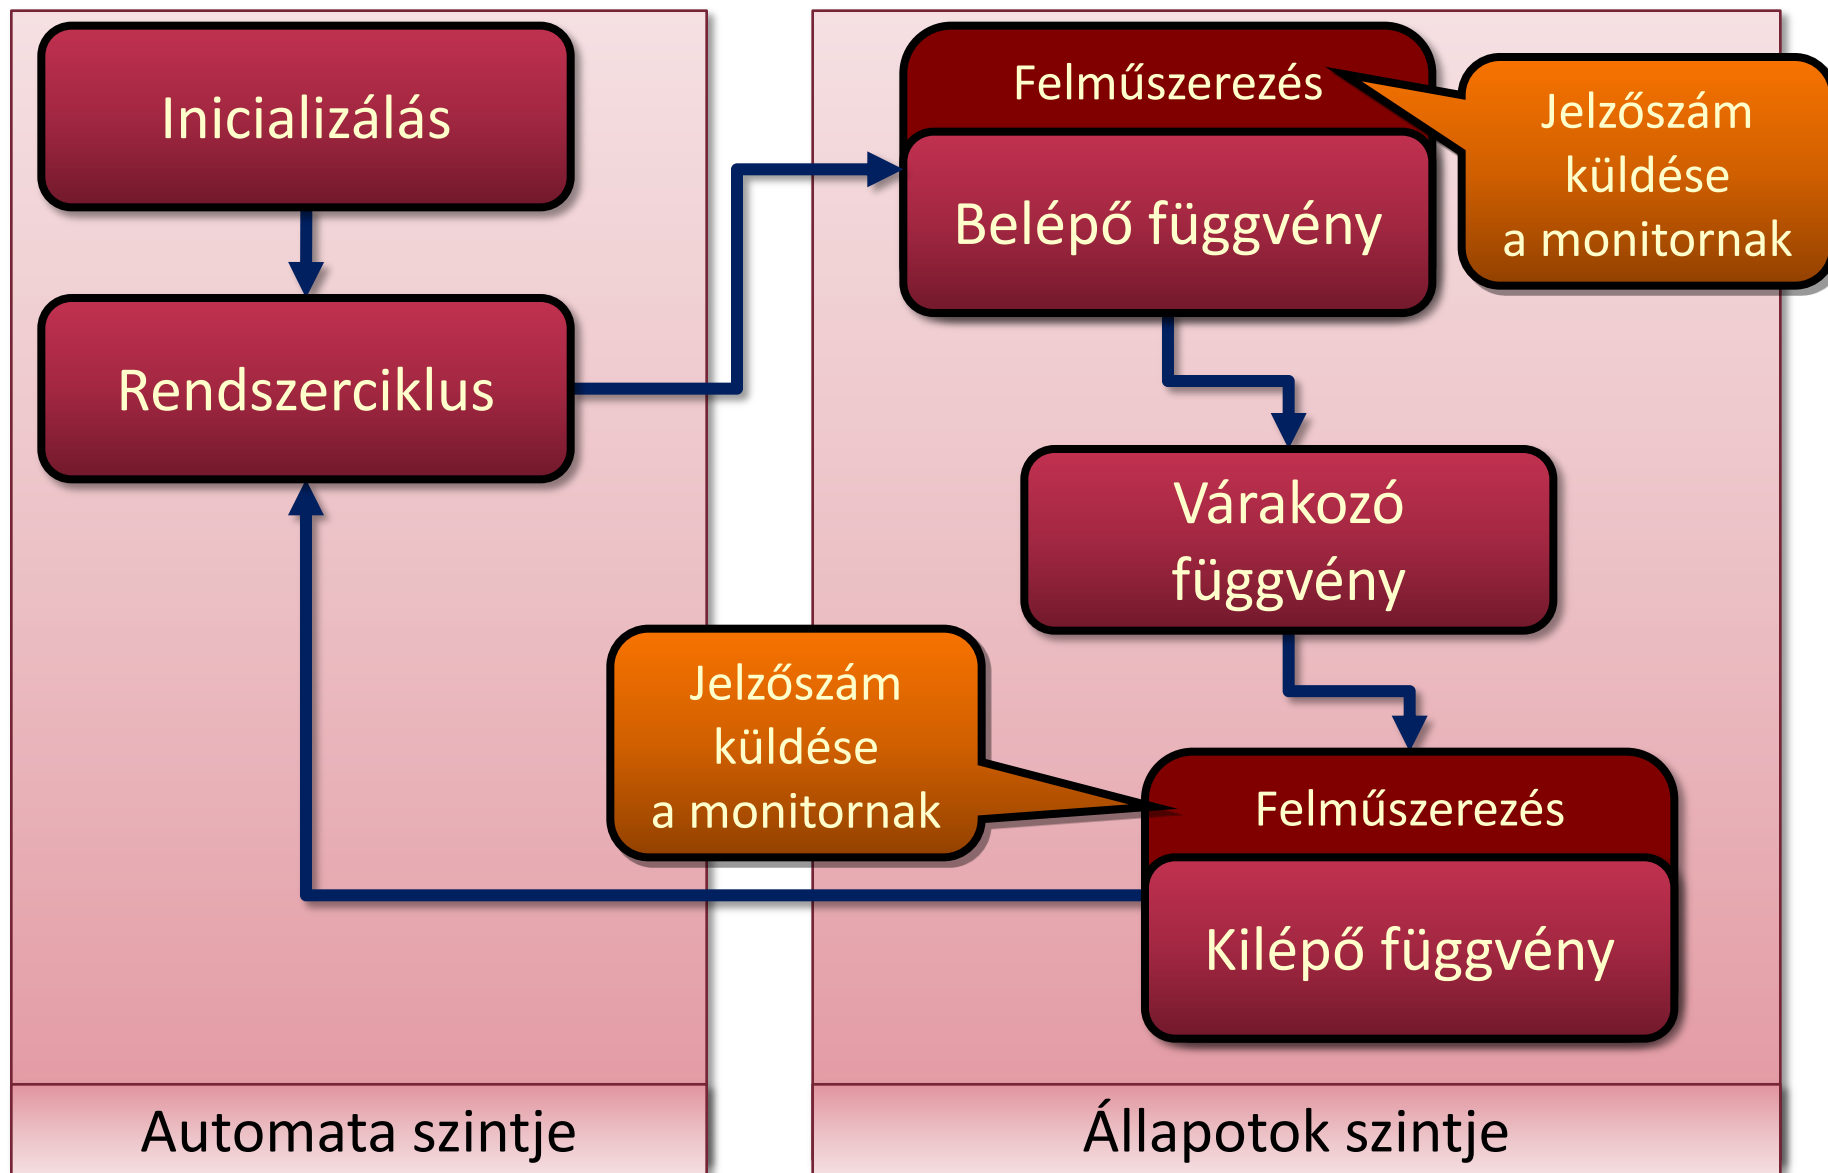 Inicializálás
Rendszerciklus
Felműszerezés
Belépő függvény
Jelzőszám
küldése
a monitornak
Várakozó
függvény
Jelzőszám
küldése
a monitornak
Felműszerezés
Kilépő függvény
Automata szintje
Állapotok szintje